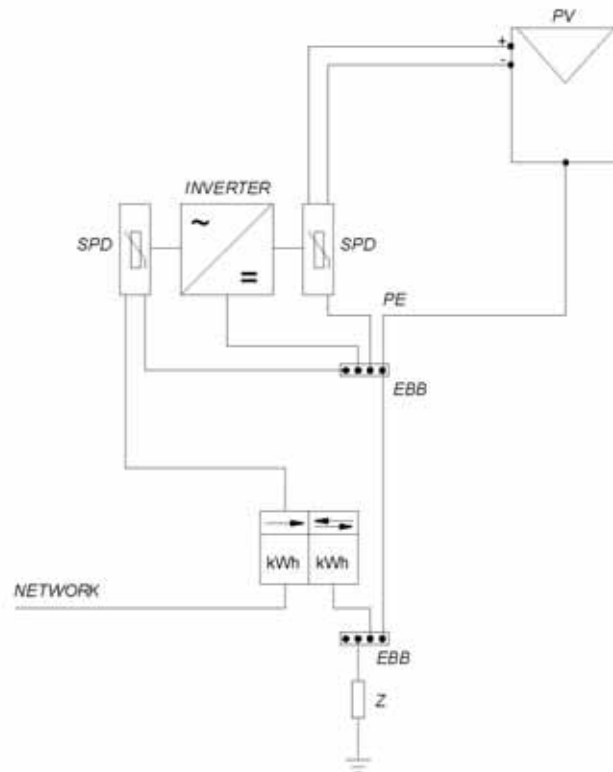 PV
+
-
INVERTER
SPD
~
=
SPD
PE
EBB
kWh kWh
NETWORK
EBB
Z